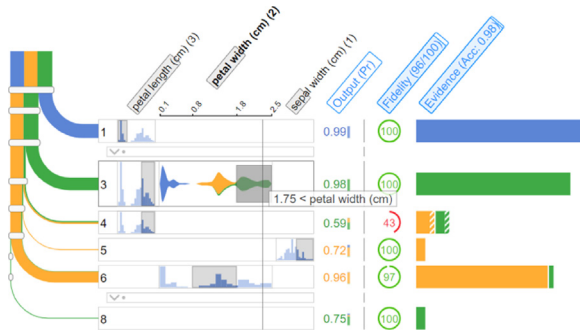 petal length (cm) (3)
petal width (cm) (2)
sepal width (cm) (1)
Output (Pr)
Fidelity (96/100)
Evidence (Acc: 0.98)
0.1 0.8 1.8 2.5
1 0.99 100
3 0.98 100
1.75 < petal width (cm)
4 0.59 43
5 0.72 100
6 0.96 97
8 0.75 100